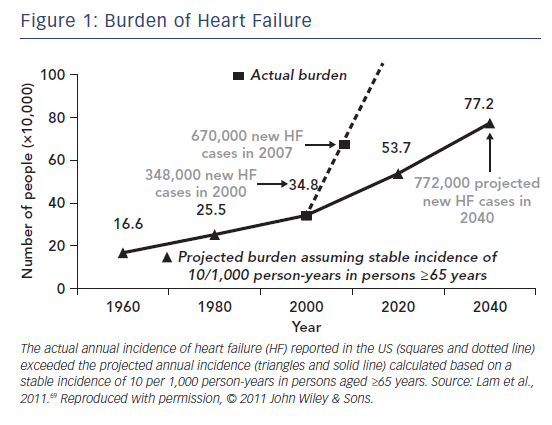 Figure 1: Burden of Heart Failure
Number of people (×10,000)
100
80
60
40
20
0
Actual burden
670,000 new HF
cases in 2007
348,000 new HF
cases in 2000
16.6
25.5
34.8
53.7
77.2
772,000 projected
new HF cases in
2040
Projected burden assuming stable incidence of
10/1,000 person-years in persons ≥65 years
1960
1980
2000
2020
2040
Year
The actual annual incidence of heart failure (HF) reported in the US (squares and dotted line)
exceeded the projected annual incidence (triangles and solid line) calculated based on a
stable incidence of 10 per 1,000 person-years in persons aged ≥65 years. Source: Lam et al.,
2011.⁶⁹ Reproduced with permission, © 2011 John Wiley & Sons.